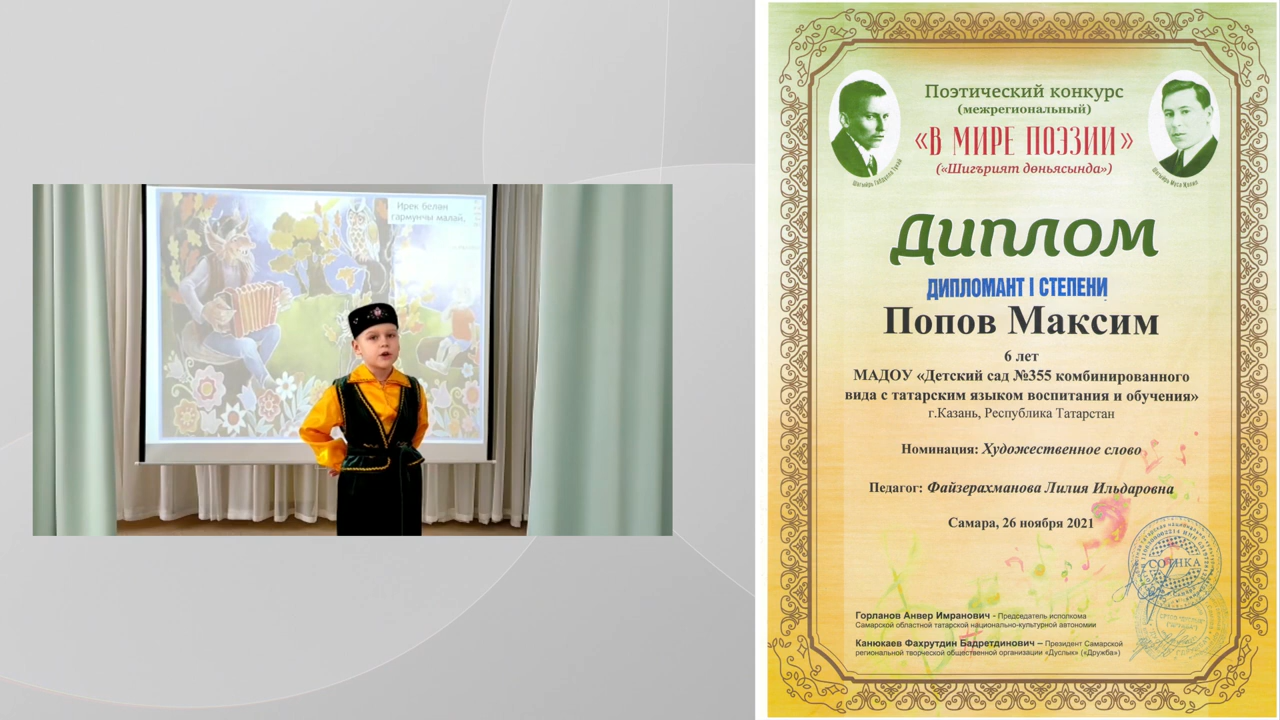 Ирек белән
гармунчы малай.
Поэтический конкурс
(межрегиональный)
«В МИРЕ ПОЭЗИИ»
(«Шигърият дөньясында»)
Диплом
ДИПЛОМАНТ I СТЕПЕНИ
Попов Максим
6 лет
МАДОУ «Детский сад №355 комбинированного
вида с татарским языком воспитания и обучения»
г.Казань, Республика Татарстан
Номинация: Художественное слово
Педагог: Файзерахманова Лилия Ильдаровна
Самара, 26 ноября 2021
Горланов Анвер Имранович - Председатель исполкома
Самарской областной татарской национально-культурной автономии
Канюкаев Фахрутдин Бадретдинович – Президент Самарской
региональной творческой общественной организации «Дуслык» («Дружба»)